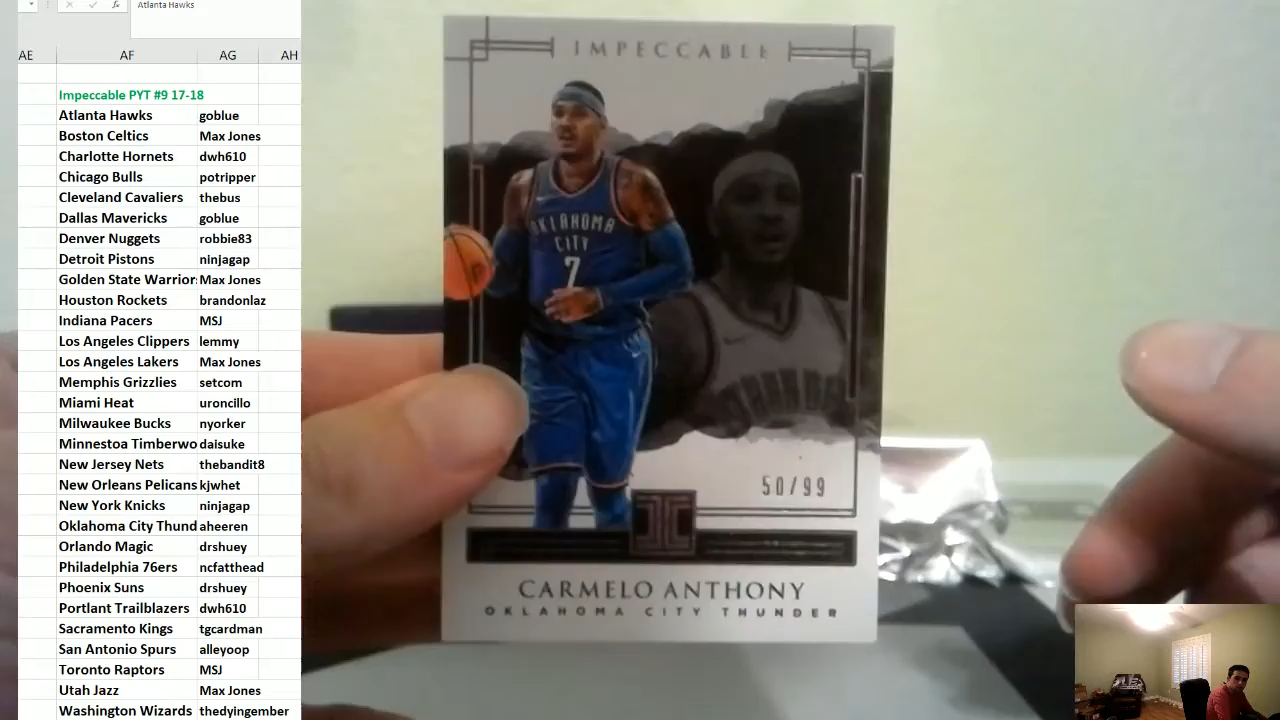 Atlanta Hawks
AE AF AG AH
Impeccable PYT #9 17-18
Atlanta Hawks goblue
Boston Celtics Max Jones
Charlotte Hornets dwh610
Chicago Bulls potripper
Cleveland Cavaliers thebus
Dallas Mavericks goblue
Denver Nuggets robbie83
Detroit Pistons ninjagap
Golden State Warrior Max Jones
Houston Rockets brandonlaz
Indiana Pacers MSJ
Los Angeles Clippers lemmy
Los Angeles Lakers Max Jones
Memphis Grizzlies setcom
Miami Heat uroncillo
Milwaukee Bucks nyorker
Minnestoa Timberwo daisuke
New Jersey Nets thebandit8
New Orleans Pelicans kjwhet
New York Knicks ninjagap
Oklahoma City Thund aheeren
Orlando Magic drshuey
Philadelphia 76ers ncfatthead
Phoenix Suns drshuey
Portlant Trailblazers dwh610
Sacramento Kings tgcardman
San Antonio Spurs alleyoop
Toronto Raptors MSJ
Utah Jazz Max Jones
Washington Wizards thedyingember
IMPECCABLE
OKLAHOMA
CITY
7
50/99
CARMELO ANTHONY
OKLAHOMA CITY THUNDER